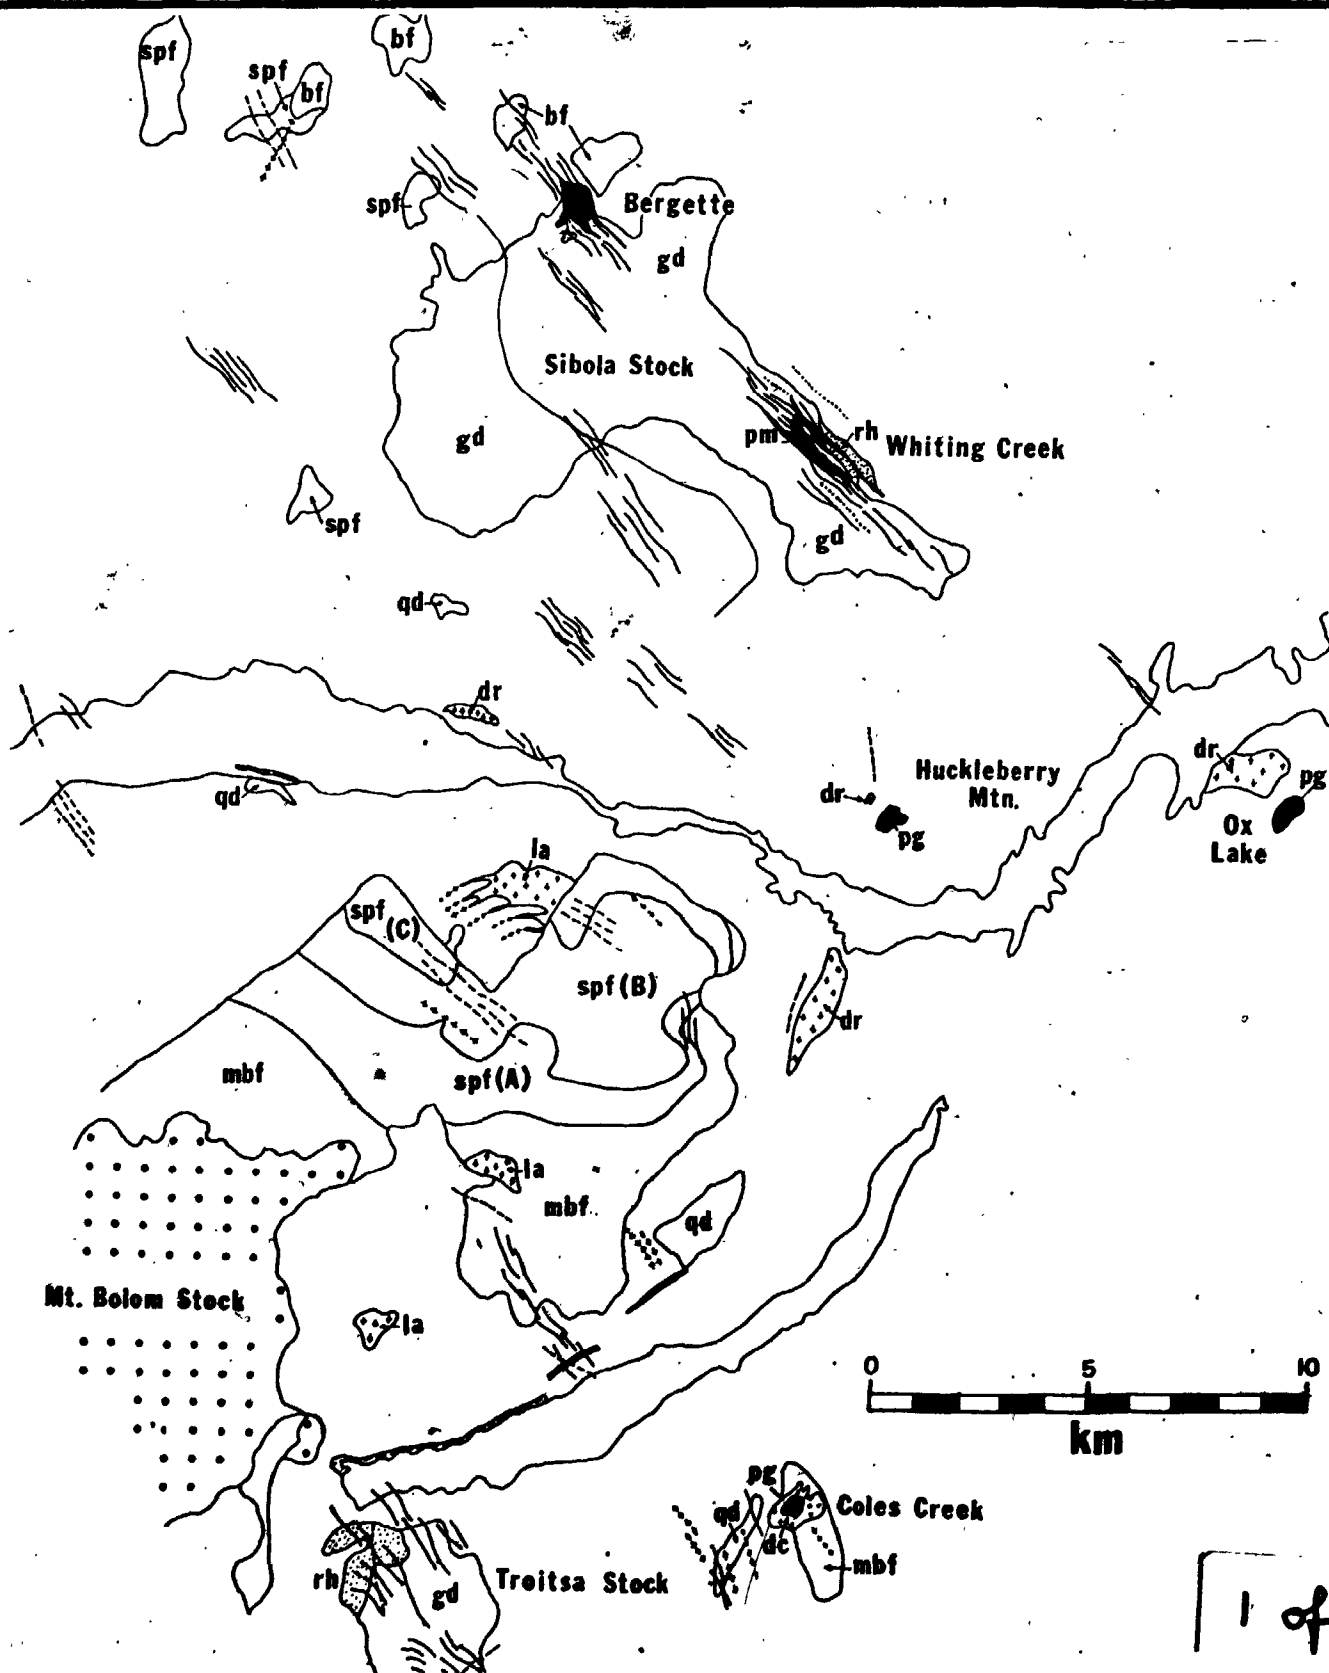 spf
bf
spf
bf
bf
spf
Bergette
gd
Sibola Stock
gd
pm
rh
Whiting Creek
spf
gd
qd
dr
qd
dr
Huckleberry
Mtn.
pg
dr
pg
Ox
Lake
la
spf
(C)
spf (B)
dr
mbf
spf (A)
la
mbf
qd
Mt. Bolom Stock
la
0 5 10
km
pg
qd
Coles Creek
dc
mbf
rh
gd
Troitsa Stock
1 of